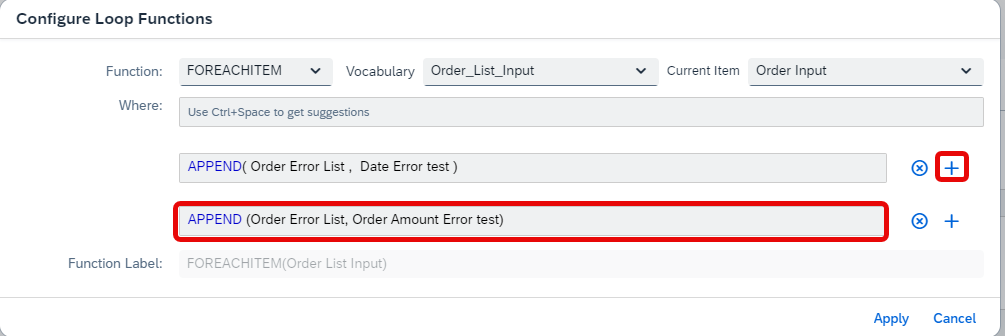 Configure Loop Functions
Function: FOREACHITEM Vocabulary Order_List_Input Current Item Order Input
Where: Use Ctrl+Space to get suggestions
APPEND( Order Error List ,  Date Error test )
APPEND (Order Error List, Order Amount Error test)
Function Label: FOREACHITEM(Order List Input)
Apply Cancel